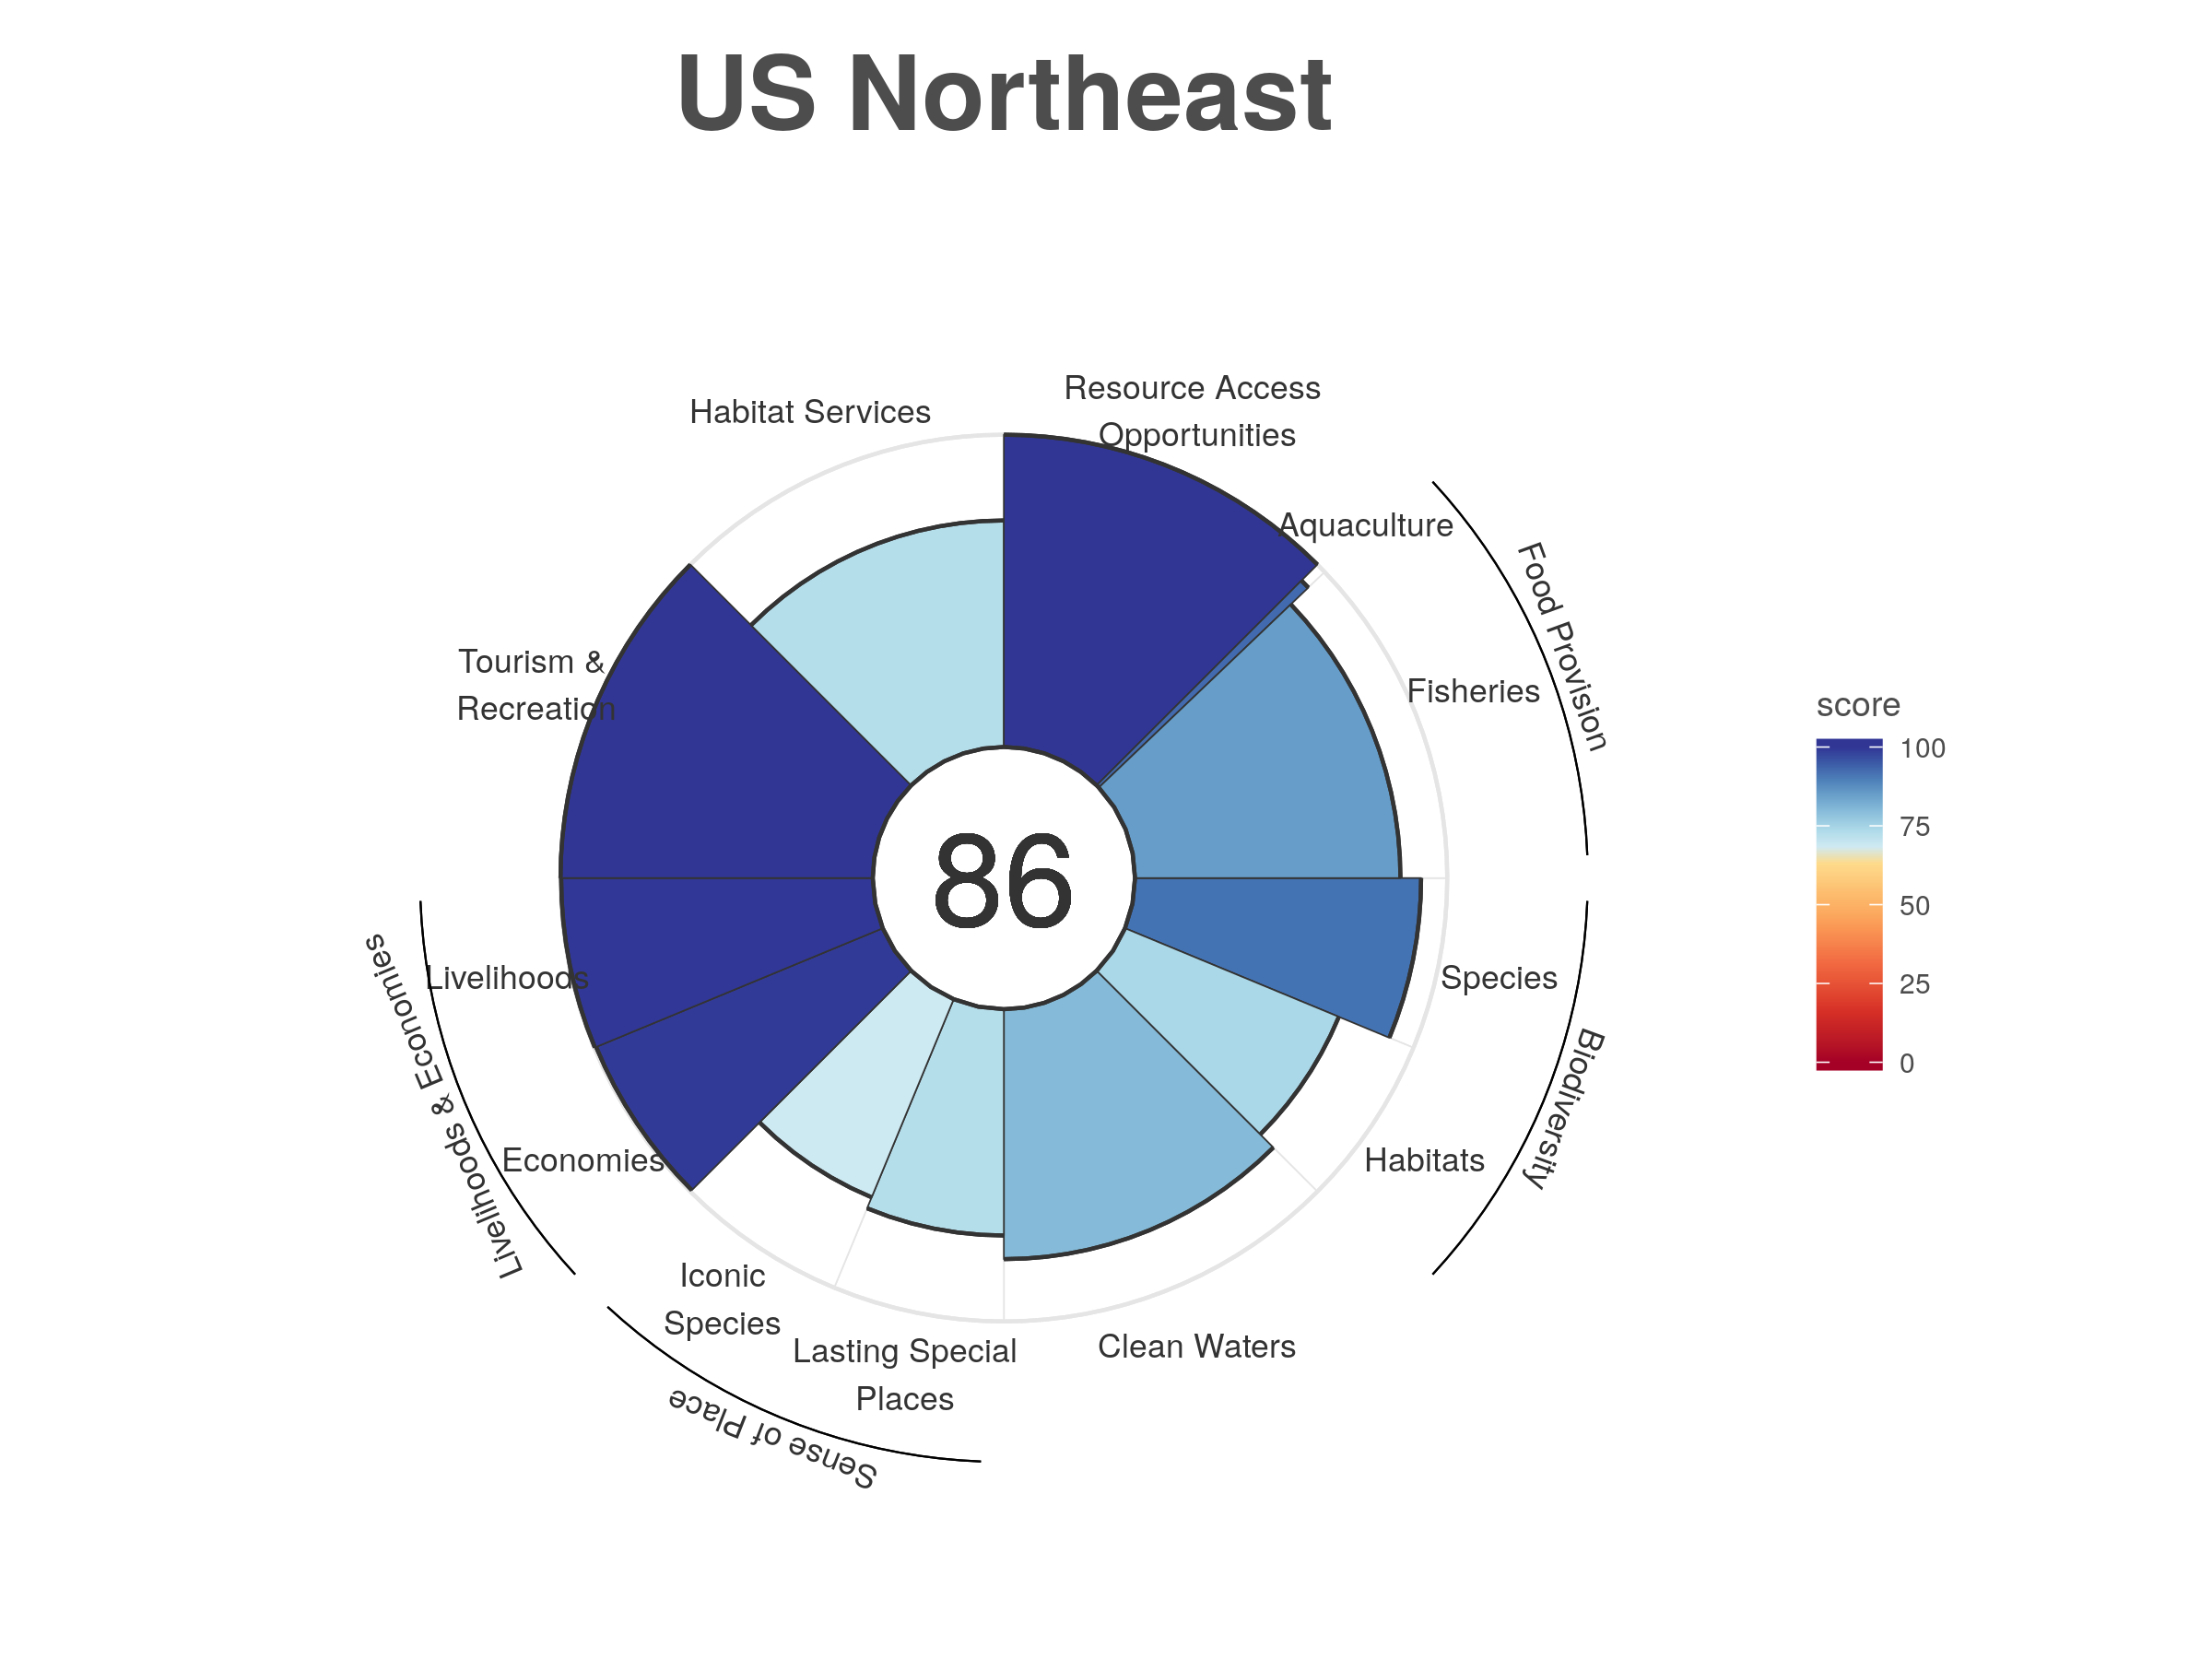 US Northeast
Habitat Services
Resource Access
Opportunities
Aquaculture
Food Provision
Fisheries
Tourism &
Recreation
86
Species
Biodiversity
Habitats
Livelihoods
Livelihoods & Economies
Economies
Iconic
Species
Lasting Special
Places
Sense of Place
Clean Waters
score
100
75
50
25
0